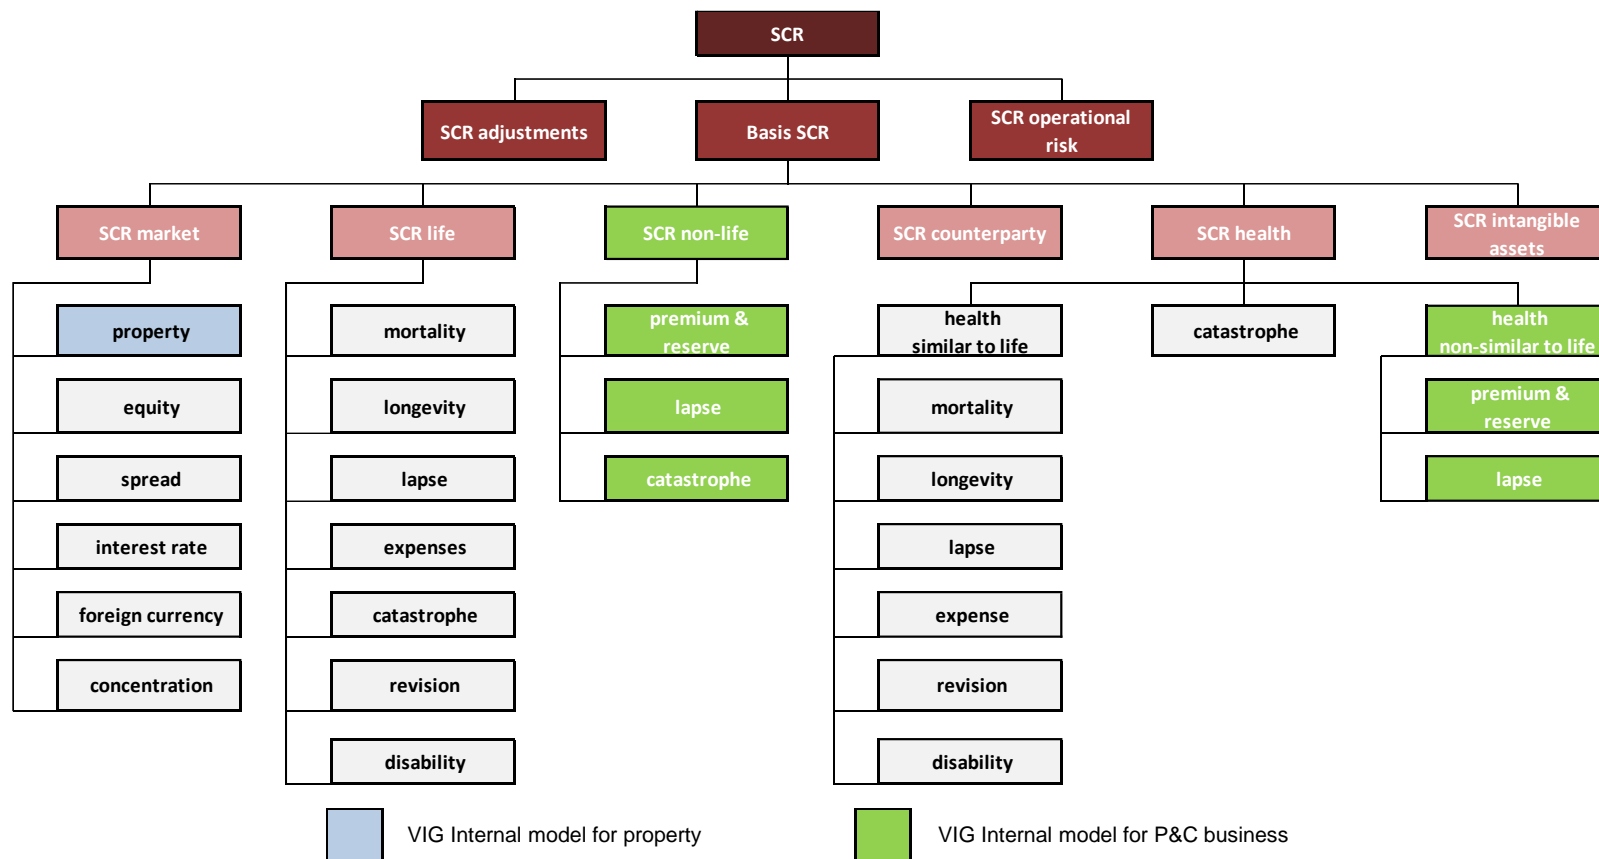 SCR
SCR adjustments
Basis SCR
SCR operational
risk
SCR market
SCR life
SCR non-life
SCR counterparty
SCR health
SCR intangible
assets
property
equity
spread
interest rate
foreign currency
concentration
mortality
longevity
lapse
expenses
catastrophe
revision
disability
premium &
reserve
lapse
catastrophe
health
similar to life
mortality
longevity
lapse
expense
revision
disability
catastrophe
health
non-similar to life
premium &
reserve
lapse
VIG Internal model for property
VIG Internal model for P&C business